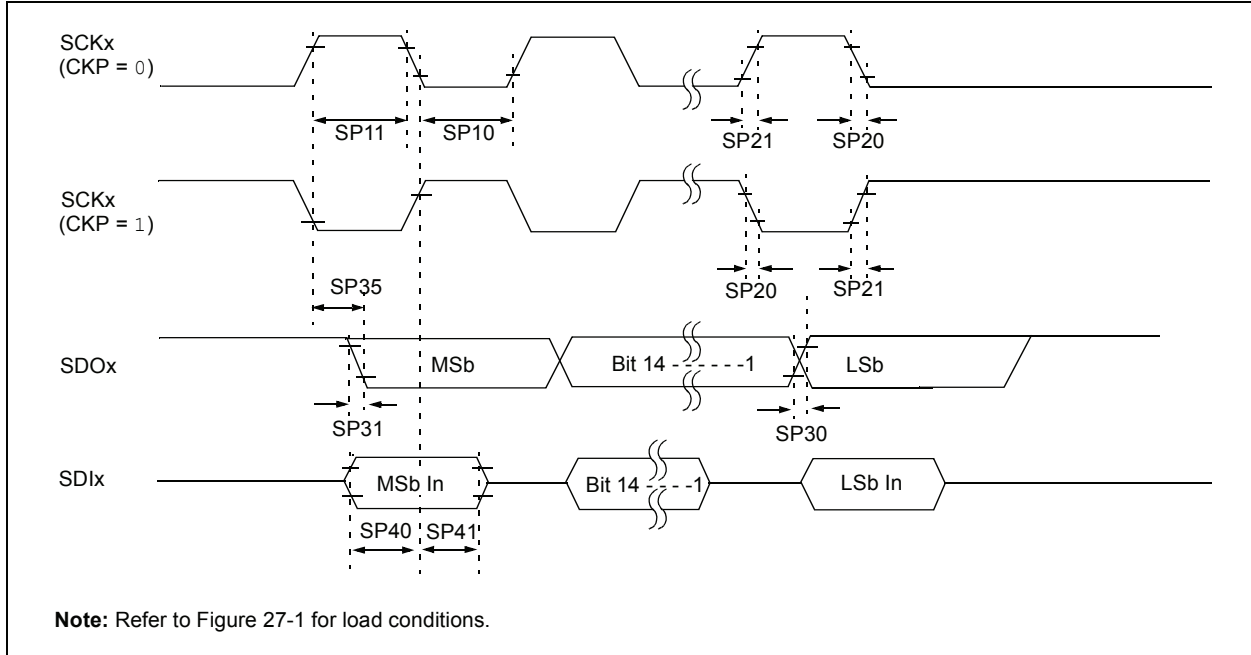 SCKx
(CKP = 0)
SP11
SP10
SP21
SP20
SCKx
(CKP = 1)
SP35
SP20
SP21
SDOx
MSb
Bit 14 - - - - - -1
LSb
SP31
SP30
SDIx
MSb In
Bit 14 - - - -1
LSb In
SP40
SP41
Note: Refer to Figure 27-1 for load conditions.